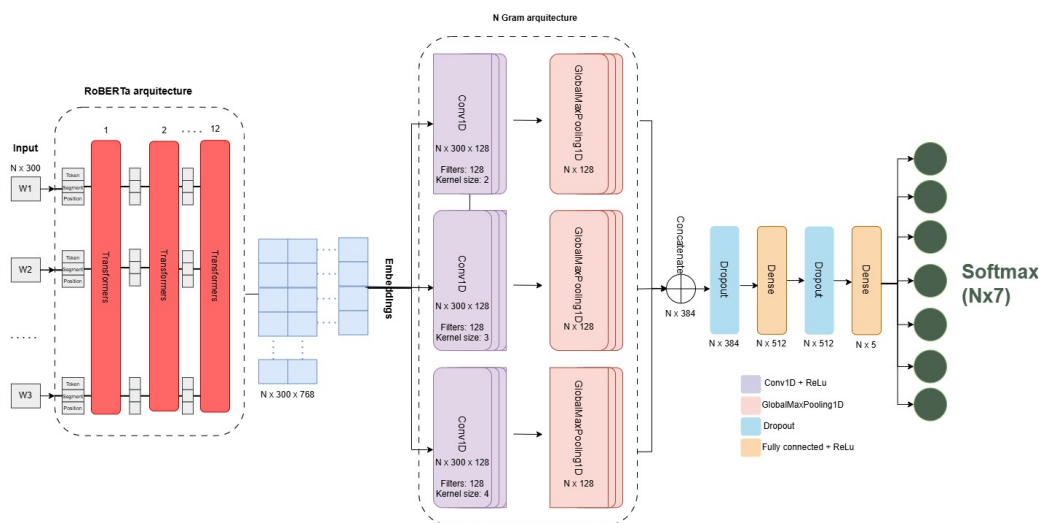 N Gram arquitecture
RoBERTa arquitecture
1
2
.....
12
Input
N x 300
W1
Token
Segment
Position
W2
Token
Segment
Position
.....
W3
Token
Segment
Position
Transformers
Transformers
Transformers
N x 300 x 768
Embeddings
Conv1D
N x 300 x 128
Filters: 128
Kernel size: 2
GlobalMaxPooling1D
N x 128
Conv1D
N x 300 x 128
Filters: 128
Kernel size: 3
GlobalMaxPooling1D
N x 128
Conv1D
N x 300 x 128
Filters: 128
Kernel size: 4
GlobalMaxPooling1D
N x 128
Concatenate
N x 384
Dropout
N x 384
Dense
N x 512
Dropout
N x 512
Dense
N x 5
Softmax
(Nx7)
Conv1D + ReLu
GlobalMaxPooling1D
Dropout
Fully connected + ReLu